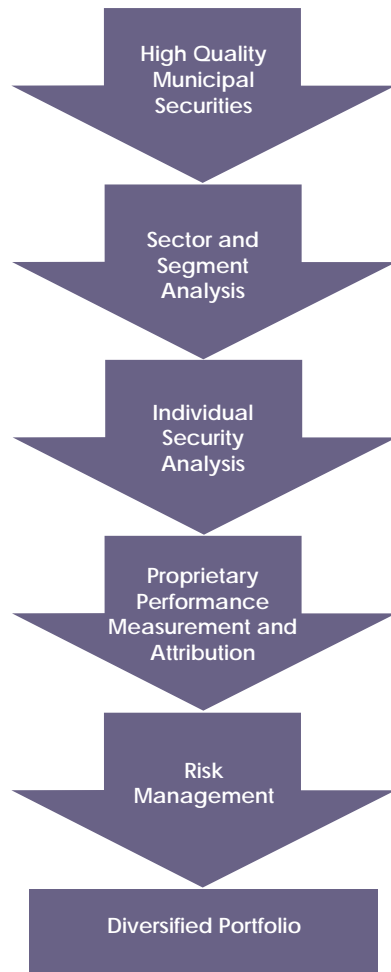 High Quality
Municipal
Securities
Sector and
Segment
Analysis
Individual
Security
Analysis
Proprietary
Performance
Measurement and
Attribution
Risk
Management
Diversified Portfolio